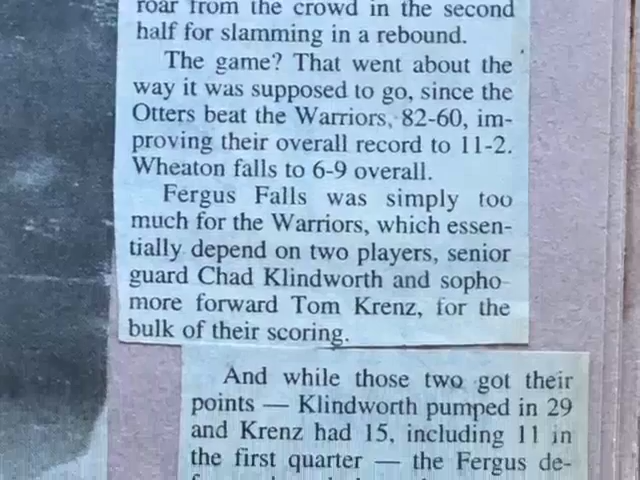 roar from the crowd in the second
half for slamming in a rebound.
The game? That went about the
way it was supposed to go, since the
Otters beat the Warriors, 82-60, im-
proving their overall record to 11-2.
Wheaton falls to 6-9 overall.
Fergus Falls was simply too
much for the Warriors, which essen-
tially depend on two players, senior
guard Chad Klindworth and sopho-
more forward Tom Krenz, for the
bulk of their scoring.
And while those two got their
points — Klindworth pumped in 29
and Krenz had 15, including 11 in
the first quarter — the Fergus de-